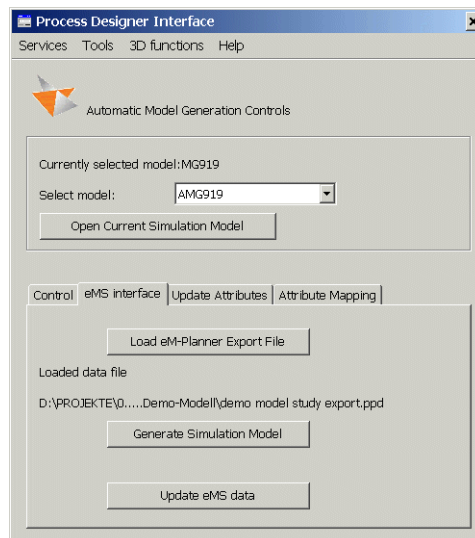 Process Designer Interface
Services Tools 3D functions Help
Automatic Model Generation Controls
Currently selected model:MG919
Select model: AMG919
Open Current Simulation Model
Control eMS interface Update Attributes Attribute Mapping
Load eM-Planner Export File
Loaded data file
D:\PROJEKTE\0.....Demo-Modell\demo model study export.ppd
Generate Simulation Model
Update eMS data